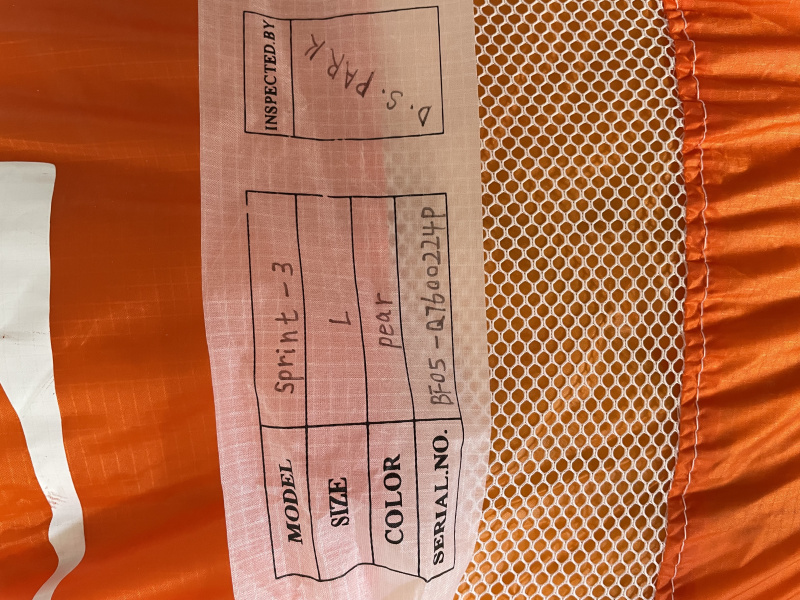 MODEL sprint-3
SIZE L
COLOR pear
SERIAL.NO. BF05-Q7600224P
INSPECTED.BY D.S. PARK